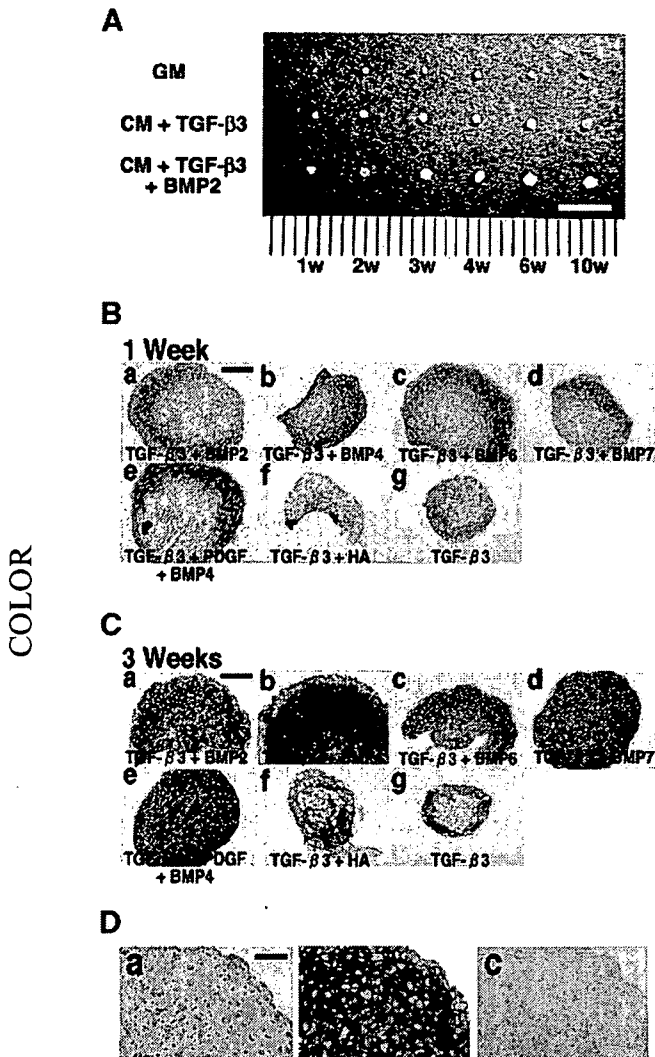 A
GM
CM + TGF-β3
CM + TGF-β3
+ BMP2
1w 2w 3w 4w 6w 10w
B
1 Week
a b c d
TGF-β3 + BMP2 TGF-β3 + BMP4 TGF-β3 + BMP6 TGF-β3 + BMP7
e f g
TGF-β3 + PDGF TGF-β3 + HA TGF-β3
+ BMP4
COLOR
C
3 Weeks
a b c d
TGF-β3 + BMP2 TGF-β3 + BMP6 BMP7
e f g
PDGF TGF-β3 + HA TGF-β3
+ BMP4
D
a c